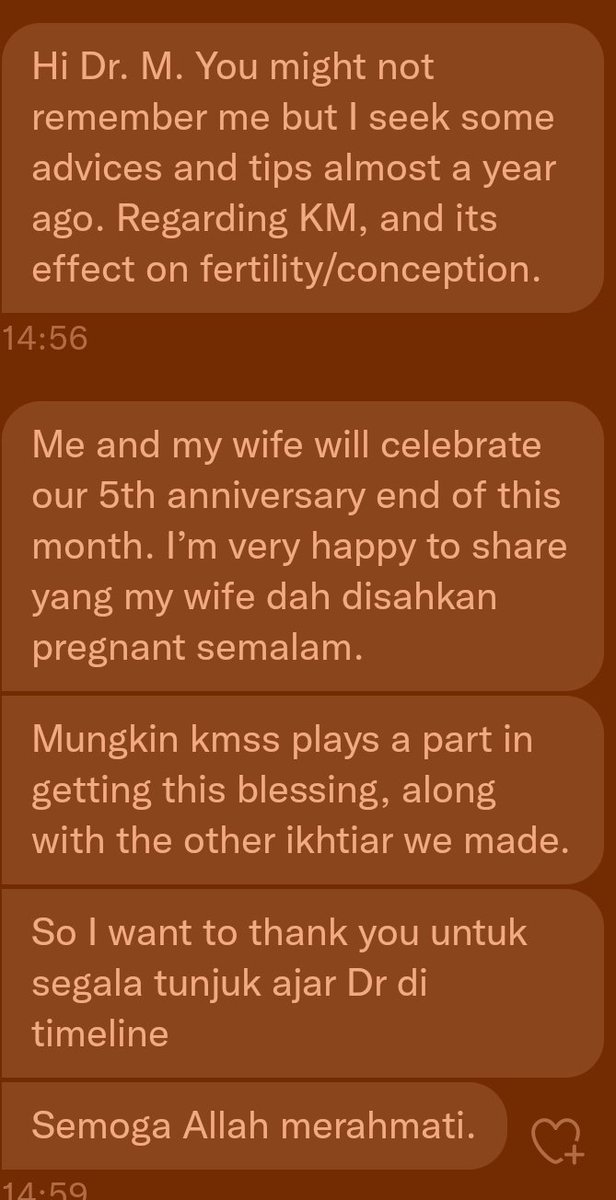 Hi Dr. M. You might not
remember me but I seek some
advices and tips almost a year
ago. Regarding KM, and its
effect on fertility/conception.
14:56
Me and my wife will celebrate
our 5th anniversary end of this
month. I’m very happy to share
yang my wife dah disahkan
pregnant semalam.
Mungkin kmss plays a part in
getting this blessing, along
with the other ikhtiar we made.
So I want to thank you untuk
segala tunjuk ajar Dr di
timeline
Semoga Allah merahmati.
14:59